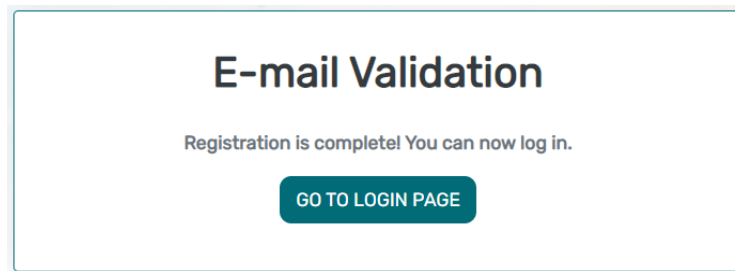 E-mail Validation
Registration is complete! You can now log in.
GO TO LOGIN PAGE